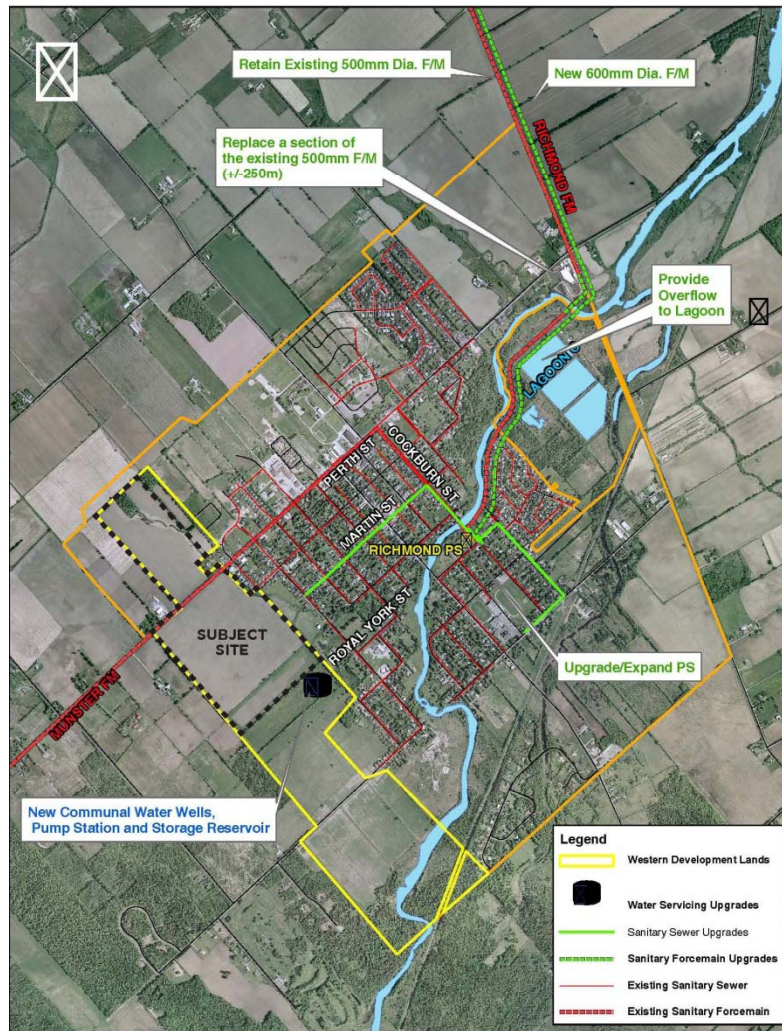 Retain Existing 500mm Dia. F/M
New 600mm Dia. F/M
RICHMOND FM
Replace a section of
the existing 500mm F/M
(+/-250m)
Provide
Overflow
to Lagoon
PERTH ST
COCKBURN ST
MARTIN ST
RICHMOND PS
ROYAL YORK ST
SUBJECT
SITE
Upgrade/Expand PS
MUNSTER FM
New Communal Water Wells,
Pump Station and Storage Reservoir
Legend
Western Development Lands
Water Servicing Upgrades
Sanitary Sewer Upgrades
Sanitary Forcemain Upgrades
Existing Sanitary Sewer
Existing Sanitary Forcemain